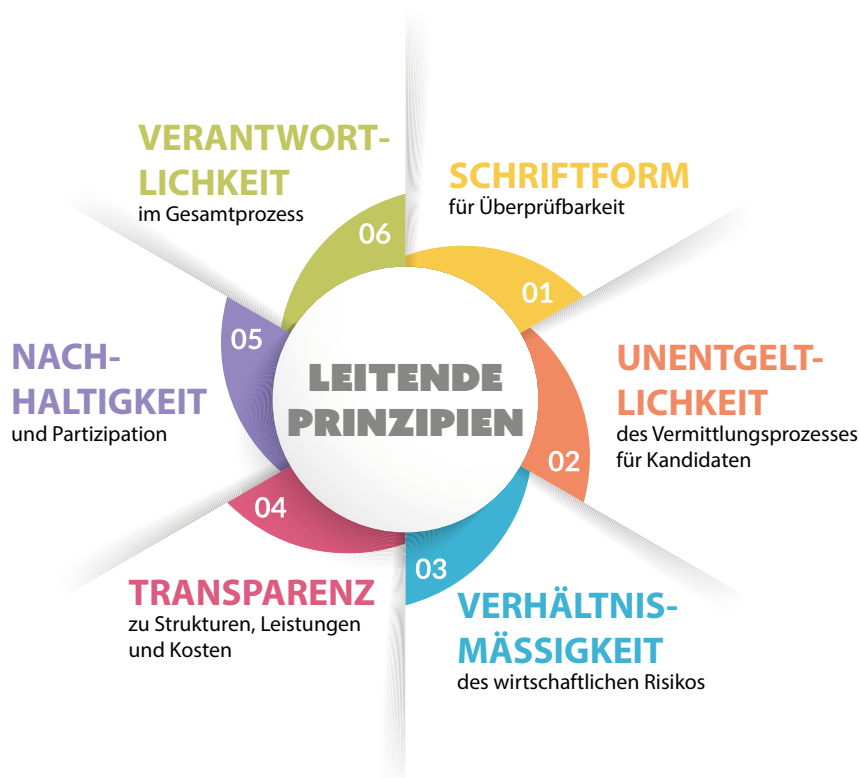 LEITENDE
PRINZIPIEN
01
SCHRIFTFORM
für Überprüfbarkeit
02
UNENTGELT-
LICHKEIT
des Vermittlungsprozesses
für Kandidaten
03
VERHÄLTNIS-
MÄSSIGKEIT
des wirtschaftlichen Risikos
04
TRANSPARENZ
zu Strukturen, Leistungen
und Kosten
05
NACH-
HALTIGKEIT
und Partizipation
06
VERANTWORT-
LICHKEIT
im Gesamtprozess